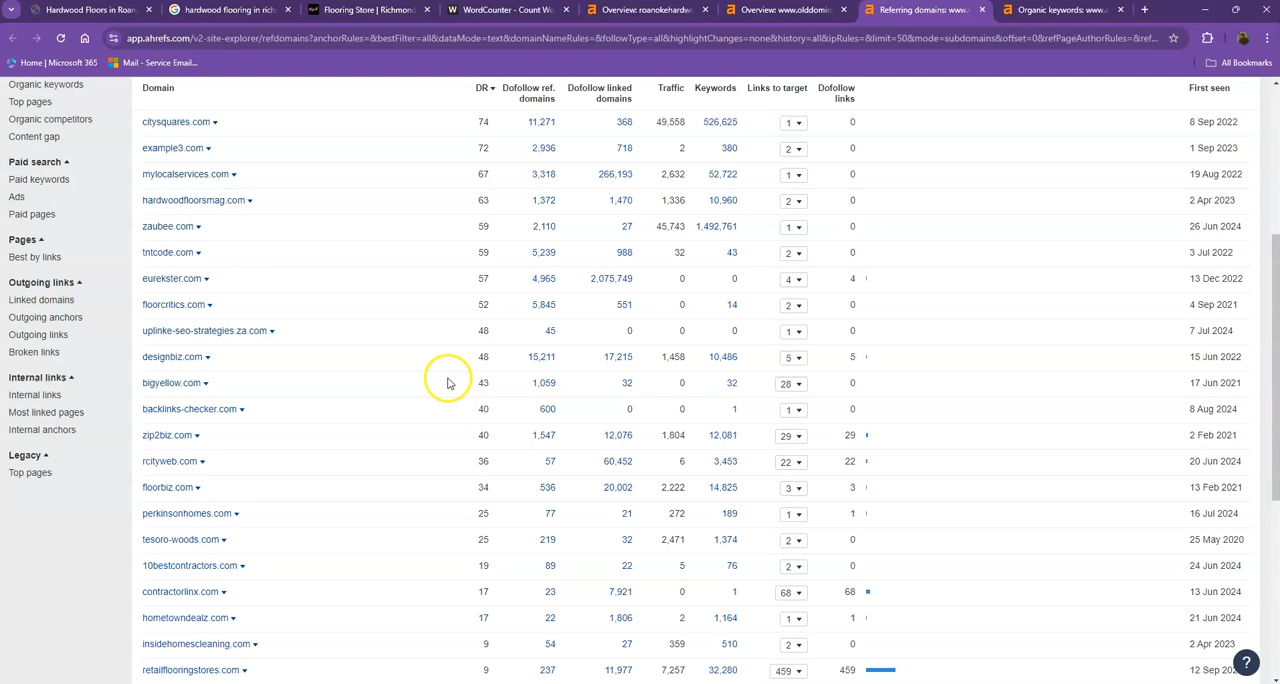 Hardwood Floors in Roan
hardwood flooring in rich
Flooring Store | Richmond
WordCounter - Count Wo
Overview: roanokehardw
Overview: www.olddomin
Referring domains: www.
Organic keywords: www.o
app.ahrefs.com/v2-site-explorer/refdomains?anchorRules=&bestFilter=all&dataMode=text&domainNameRules=&followType=all&highlightChanges=none&history=all&ipRules=&limit=50&mode=subdomains&offset=0&refPageAuthorRules=&ref...
Home | Microsoft 365
Mail - Service Email...
All Bookmarks
Organic keywords
Top pages
Organic competitors
Content gap
Paid search
Paid keywords
Ads
Paid pages
Pages
Best by links
Outgoing links
Linked domains
Outgoing anchors
Outgoing links
Broken links
Internal links
Internal links
Most linked pages
Internal anchors
Legacy
Top pages
Domain DR Dofollow ref. domains Dofollow linked domains Traffic Keywords Links to target Dofollow links First seen
citysquares.com 74 11,271 368 49,558 526,625 1 0 8 Sep 2022
example3.com 72 2,936 718 2 380 2 0 1 Sep 2023
mylocalservices.com 67 3,318 266,193 2,632 52,722 1 0 19 Aug 2022
hardwoodfloorsmag.com 63 1,372 1,470 1,336 10,960 2 0 2 Apr 2023
zaubee.com 59 2,110 27 45,743 1,492,761 1 0 26 Jun 2024
tntcode.com 59 5,239 988 32 43 2 0 3 Jul 2022
eurekster.com 57 4,965 2,075,749 0 0 4 4 13 Dec 2022
floorcritics.com 52 5,845 551 0 14 2 0 4 Sep 2021
uplinke-seo-strategies.za.com 48 45 0 0 0 1 0 7 Jul 2024
designbiz.com 48 15,211 17,215 1,458 10,486 5 5 15 Jun 2022
bigyellow.com 43 1,059 32 0 32 28 0 17 Jun 2021
backlinks-checker.com 40 600 0 0 1 1 0 8 Aug 2024
zip2biz.com 40 1,547 12,076 1,804 12,081 29 29 2 Feb 2021
rcityweb.com 36 57 60,452 6 3,453 22 22 20 Jun 2024
floorbiz.com 34 536 20,002 2,222 14,825 3 3 13 Feb 2021
perkinsonhomes.com 25 77 21 272 189 1 1 16 Jul 2024
tesoro-woods.com 25 219 32 2,471 1,374 2 0 25 May 2020
10bestcontractors.com 19 89 22 5 76 2 0 24 Jun 2024
contractorlinx.com 17 23 7,921 0 1 68 68 13 Jun 2024
hometowndealz.com 17 22 1,806 2 1,164 1 1 21 Jun 2024
insidehomescleaning.com 9 54 27 359 510 2 0 2 Apr 2023
retailflooringstores.com 9 237 11,977 7,257 32,280 459 459 12 Sep
?